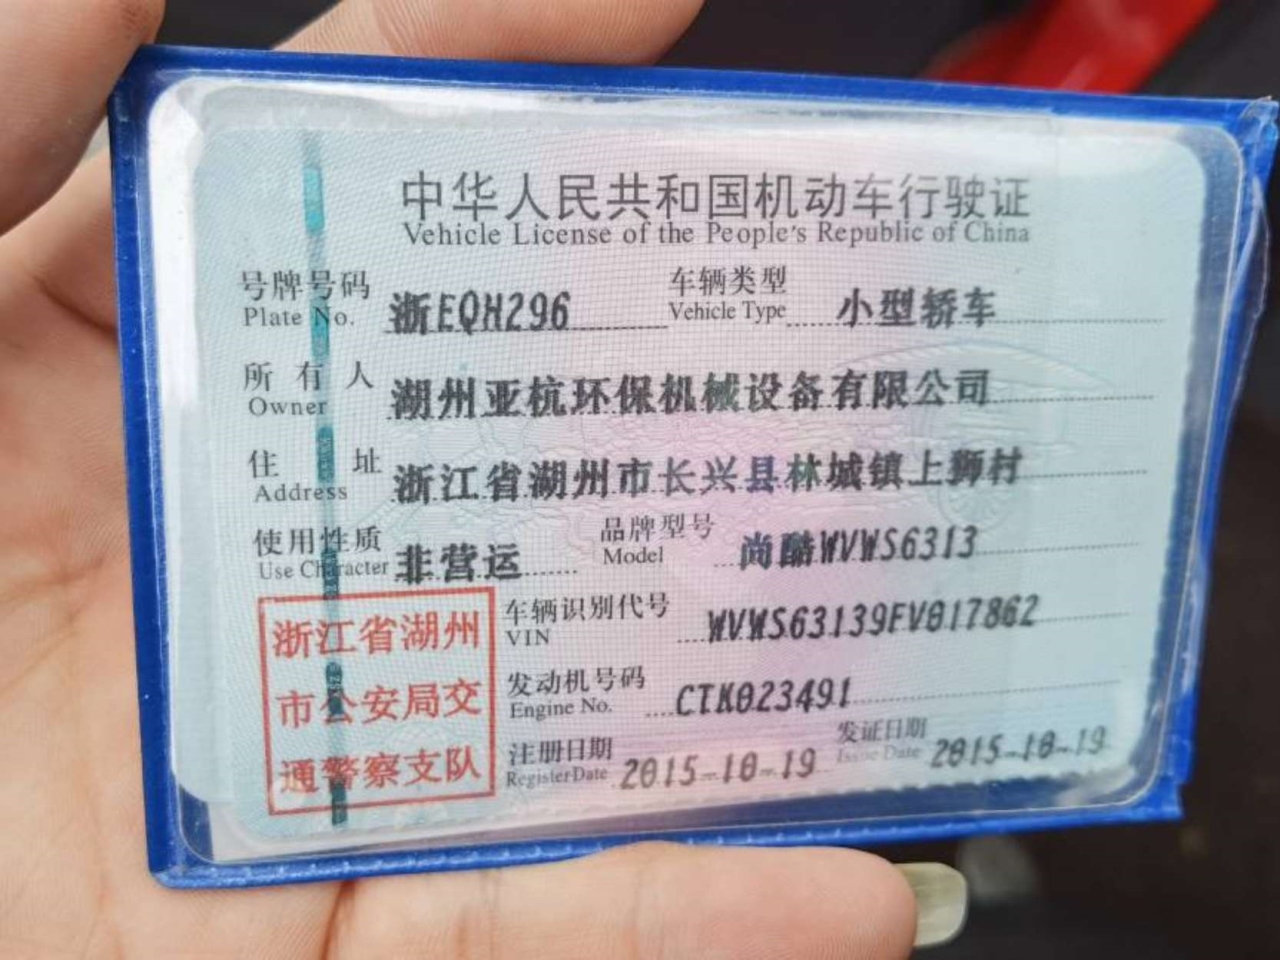 中华人民共和国机动车行驶证
Vehicle License of the People's Republic of China
号牌号码 浙EQH296 车辆类型 小型轿车
Plate No. Vehicle Type
所有人 湖州亚杭环保机械设备有限公司
Owner
住址 浙江省湖州市长兴县林城镇上狮村
Address
使用性质 非营运 品牌型号 尚酷WVWS6313
Use Character Model
车辆识别代号 WVWS63139FV017862
VIN
发动机号码 CTK023491
Engine No.
注册日期 2015-10-19 发证日期 2015-10-19
Register Date Issue Date
浙江省湖州
市公安局交
通警察支队